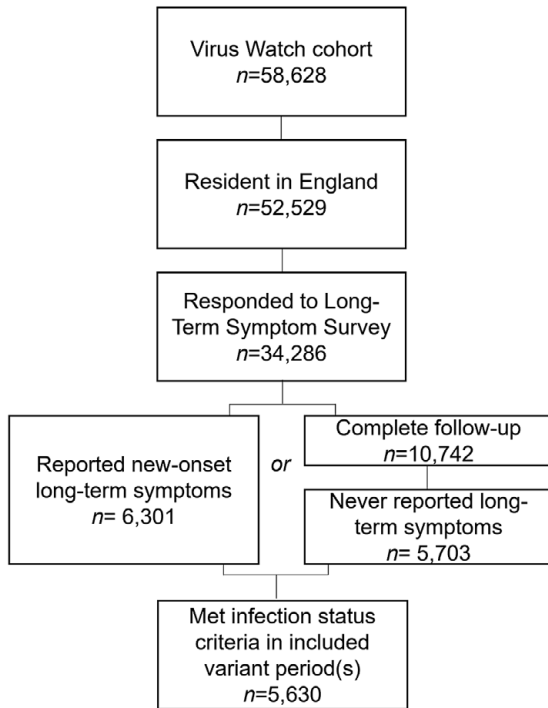 Virus Watch cohort
n=58,628
Resident in England
n=52,529
Responded to Long-
Term Symptom Survey
n=34,286
Reported new-onset
long-term symptoms
n= 6,301
or
Complete follow-up
n=10,742
Never reported long-
term symptoms
n= 5,703
Met infection status
criteria in included
variant period(s)
n=5,630